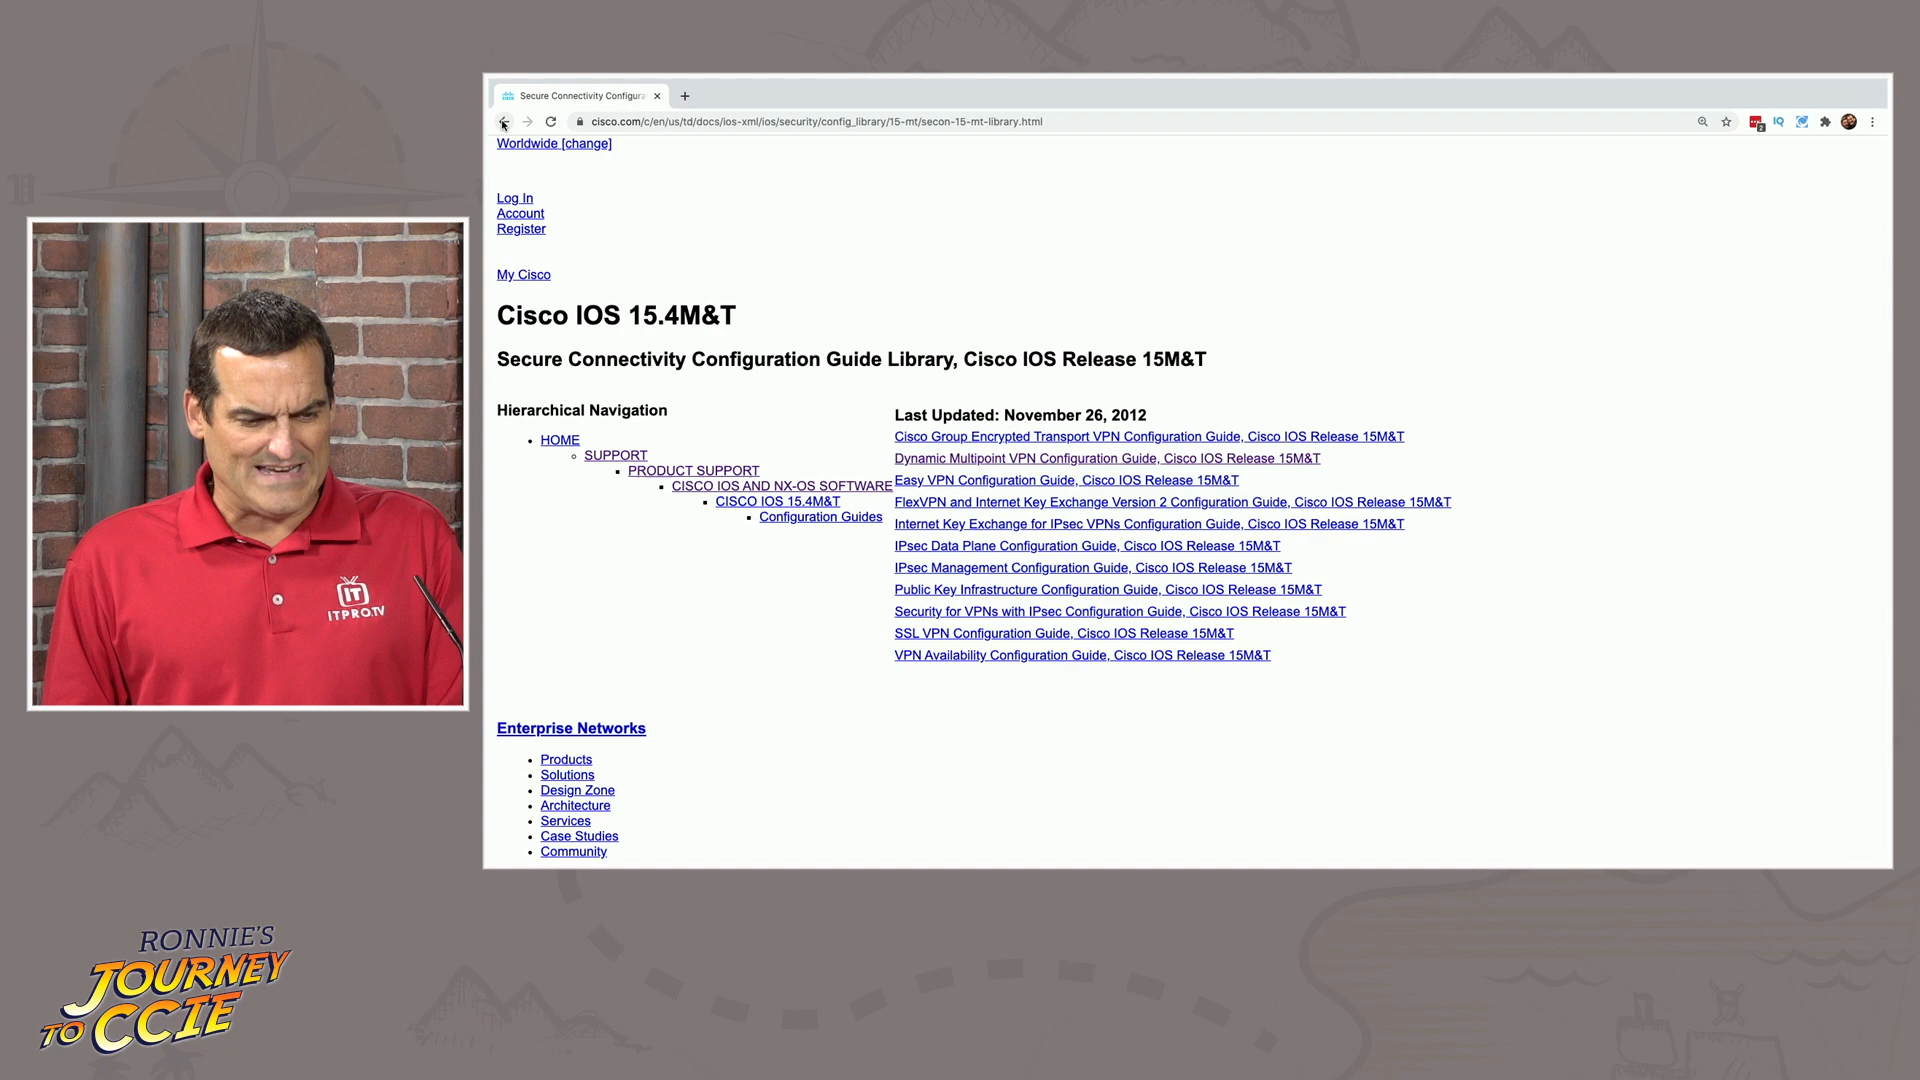 Secure Connectivity Configura
cisco.com/c/en/us/td/docs/ios-xml/ios/security/config_library/15-mt/secon-15-mt-library.html
IQ
2
Worldwide [change]
Log In
Account
Register
My Cisco
Cisco IOS 15.4M&T
Secure Connectivity Configuration Guide Library, Cisco IOS Release 15M&T
Hierarchical Navigation
HOME
SUPPORT
PRODUCT SUPPORT
CISCO IOS AND NX-OS SOFTWARE
CISCO IOS 15.4M&T
Configuration Guides
Last Updated: November 26, 2012
Cisco Group Encrypted Transport VPN Configuration Guide, Cisco IOS Release 15M&T
Dynamic Multipoint VPN Configuration Guide, Cisco IOS Release 15M&T
Easy VPN Configuration Guide, Cisco IOS Release 15M&T
FlexVPN and Internet Key Exchange Version 2 Configuration Guide, Cisco IOS Release 15M&T
Internet Key Exchange for IPsec VPNs Configuration Guide, Cisco IOS Release 15M&T
IPsec Data Plane Configuration Guide, Cisco IOS Release 15M&T
IPsec Management Configuration Guide, Cisco IOS Release 15M&T
Public Key Infrastructure Configuration Guide, Cisco IOS Release 15M&T
Security for VPNs with IPsec Configuration Guide, Cisco IOS Release 15M&T
SSL VPN Configuration Guide, Cisco IOS Release 15M&T
VPN Availability Configuration Guide, Cisco IOS Release 15M&T
Enterprise Networks
Products
Solutions
Design Zone
Architecture
Services
Case Studies
Community
IT
ITPRO.TV
RONNIE'S
JOURNEY
TO CCIE